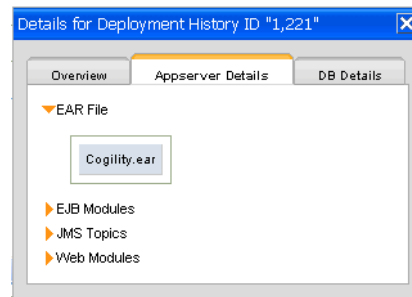 Details for Deployment History ID "1,221"
Overview Appserver Details DB Details
EAR File
Cogility.ear
EJB Modules
JMS Topics
Web Modules